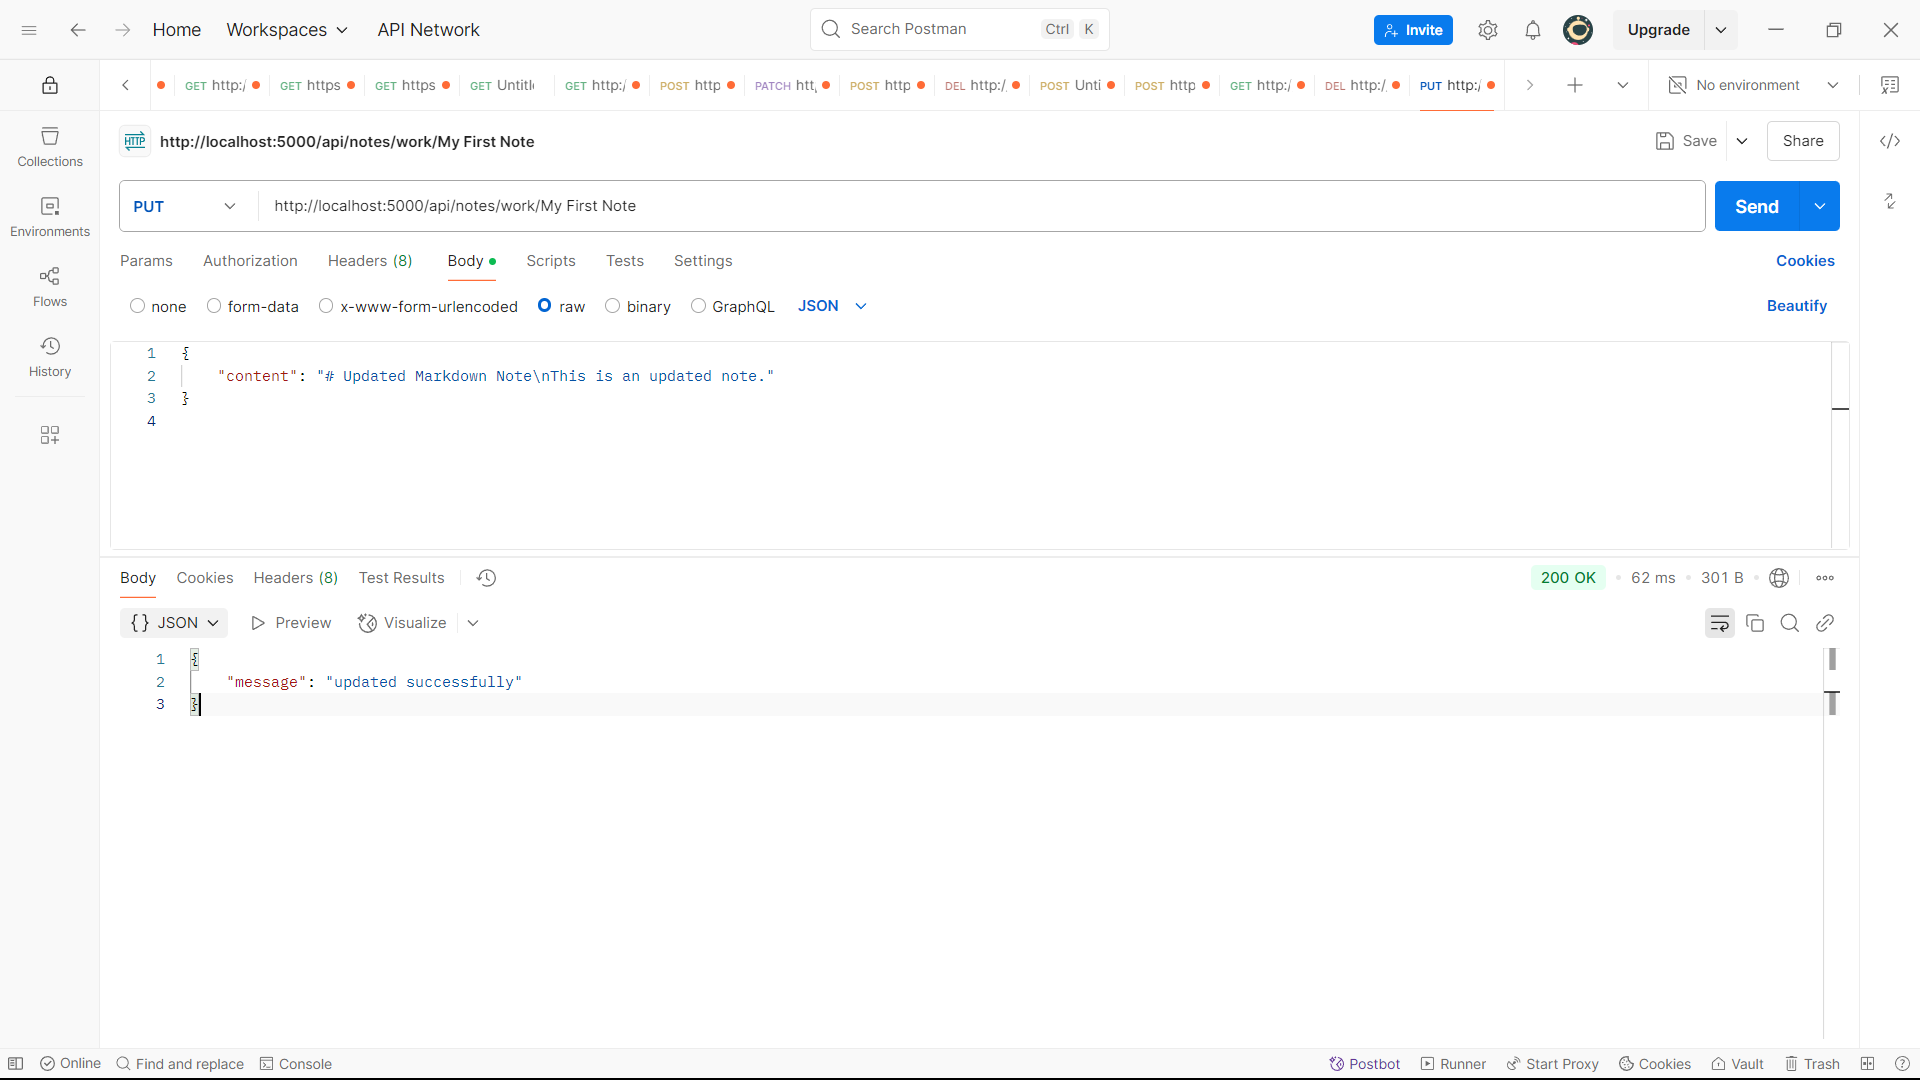 Home Workspaces API Network Search Postman Ctrl K Invite Upgrade
GET http:/ GET https GET https GET Untitl GET http:/ POST http PATCH htt POST http DEL http:/ POST Unti POST http GET http:/ DEL http:/ PUT http:/ No environment
HTTP http://localhost:5000/api/notes/work/My First Note Save Share
Collections
Environments
Flows
History
PUT http://localhost:5000/api/notes/work/My First Note Send
Params Authorization Headers (8) Body Scripts Tests Settings Cookies
none form-data x-www-form-urlencoded raw binary GraphQL JSON Beautify
1 {
2 "content": "# Updated Markdown Note\nThis is an updated note."
3 }
4
Body Cookies Headers (8) Test Results 200 OK • 62 ms • 301 B •
{} JSON Preview Visualize
1 {
2 "message": "updated successfully"
3 }
Online Find and replace Console Postbot Runner Start Proxy Cookies Vault Trash